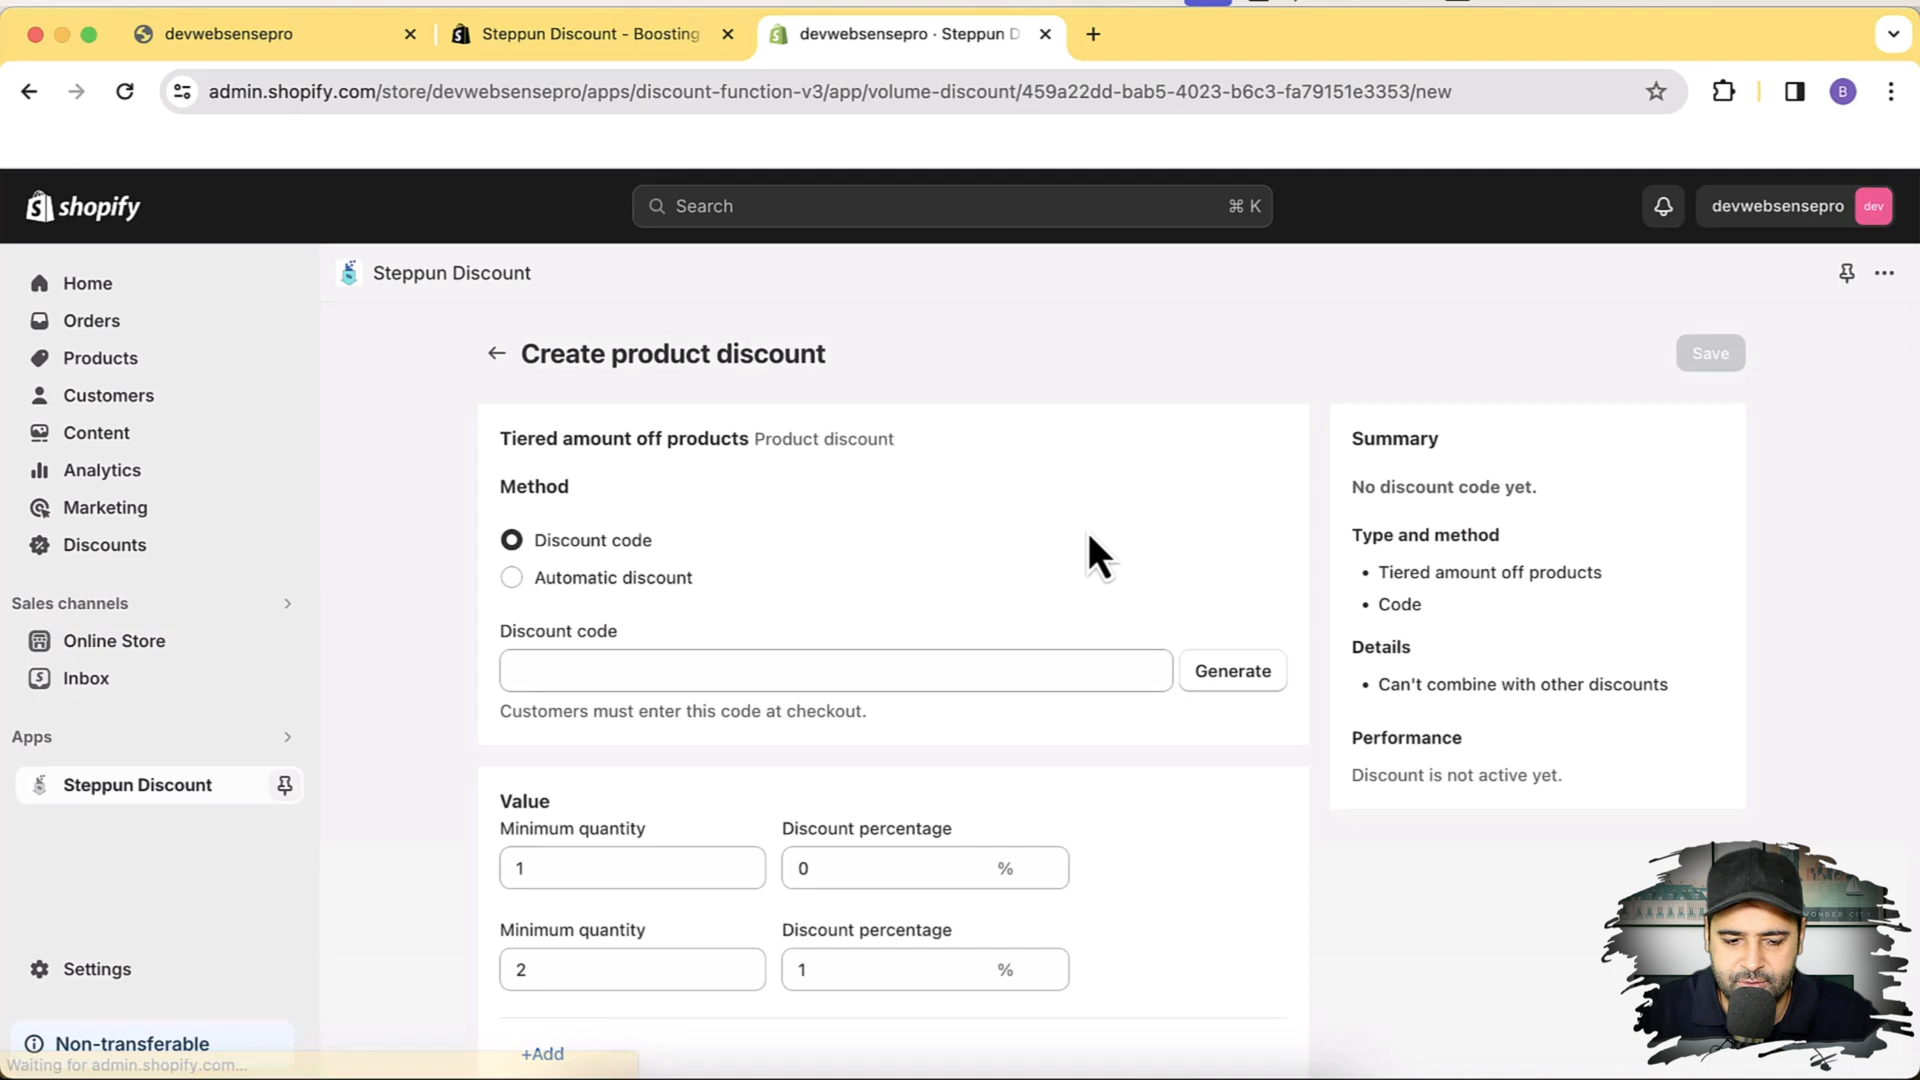 devwebsensepro
Steppun Discount - Boosting
devwebsensepro · Steppun D
admin.shopify.com/store/devwebsensepro/apps/discount-function-v3/app/volume-discount/459a22dd-bab5-4023-b6c3-fa79151e3353/new
B
shopify
Search
⌘ K
devwebsensepro
dev
Home
Orders
Products
Customers
Content
Analytics
Marketing
Discounts
Sales channels
Online Store
Inbox
Apps
Steppun Discount
Settings
Non-transferable
Waiting for admin.shopify.com...
Steppun Discount
Create product discount
Save
Tiered amount off products Product discount
Method
Discount code
Automatic discount
Discount code
Generate
Customers must enter this code at checkout.
Value
Minimum quantity
Discount percentage
1
0 %
Minimum quantity
Discount percentage
2
1 %
+Add
Summary
No discount code yet.
Type and method
• Tiered amount off products
• Code
Details
• Can't combine with other discounts
Performance
Discount is not active yet.
WONDER CITY